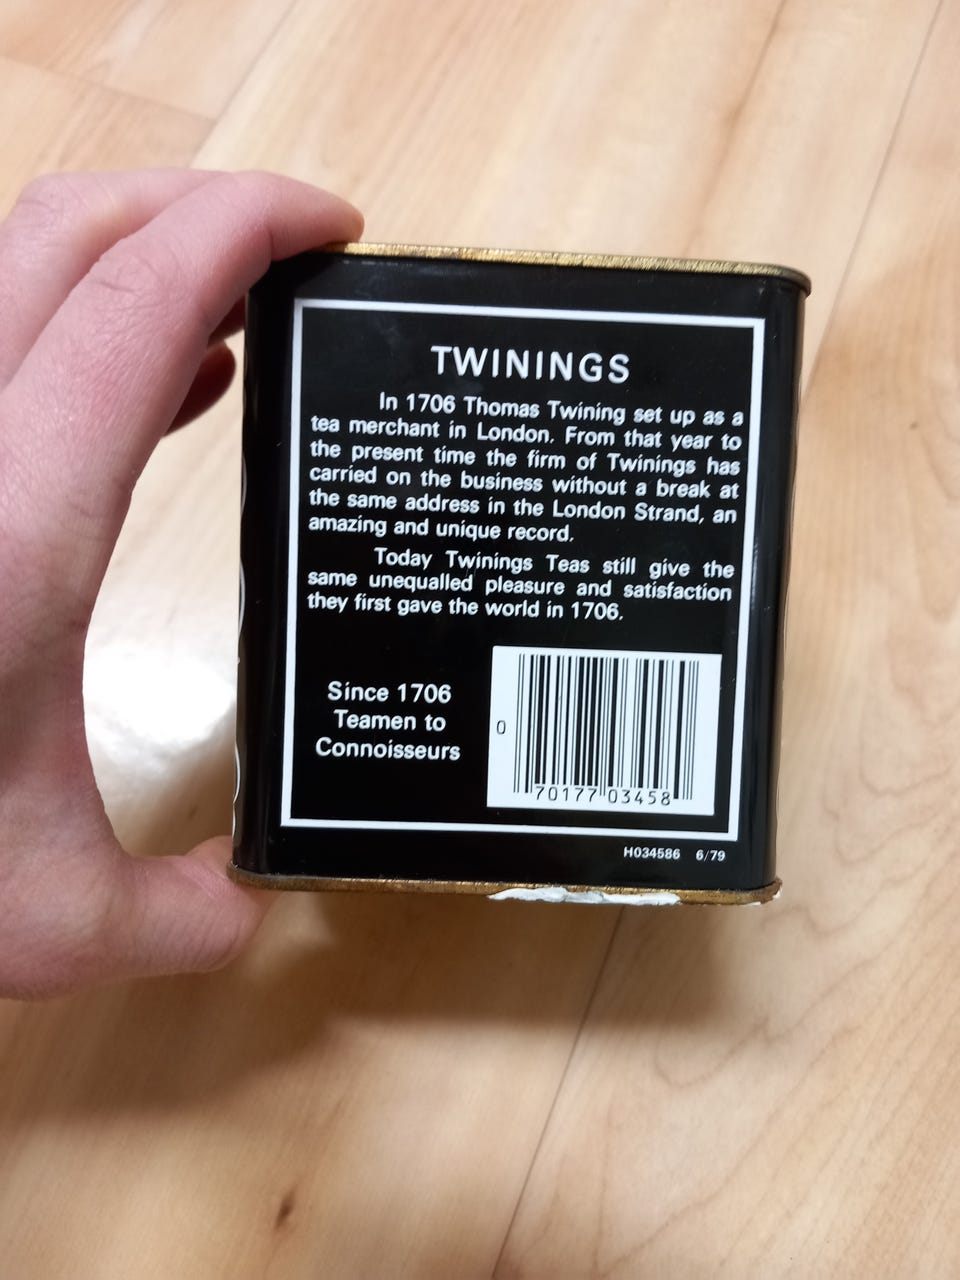 TWININGS
In 1706 Thomas Twining set up as a
tea merchant in London. From that year to
the present time the firm of Twinings has
carried on the business without a break at
the same address in the London Strand, an
amazing and unique record.
Today Twinings Teas still give the
same unequalled pleasure and satisfaction
they first gave the world in 1706.
Since 1706
Teamen to
Connoisseurs
0
70177 03458
H034586 6/79